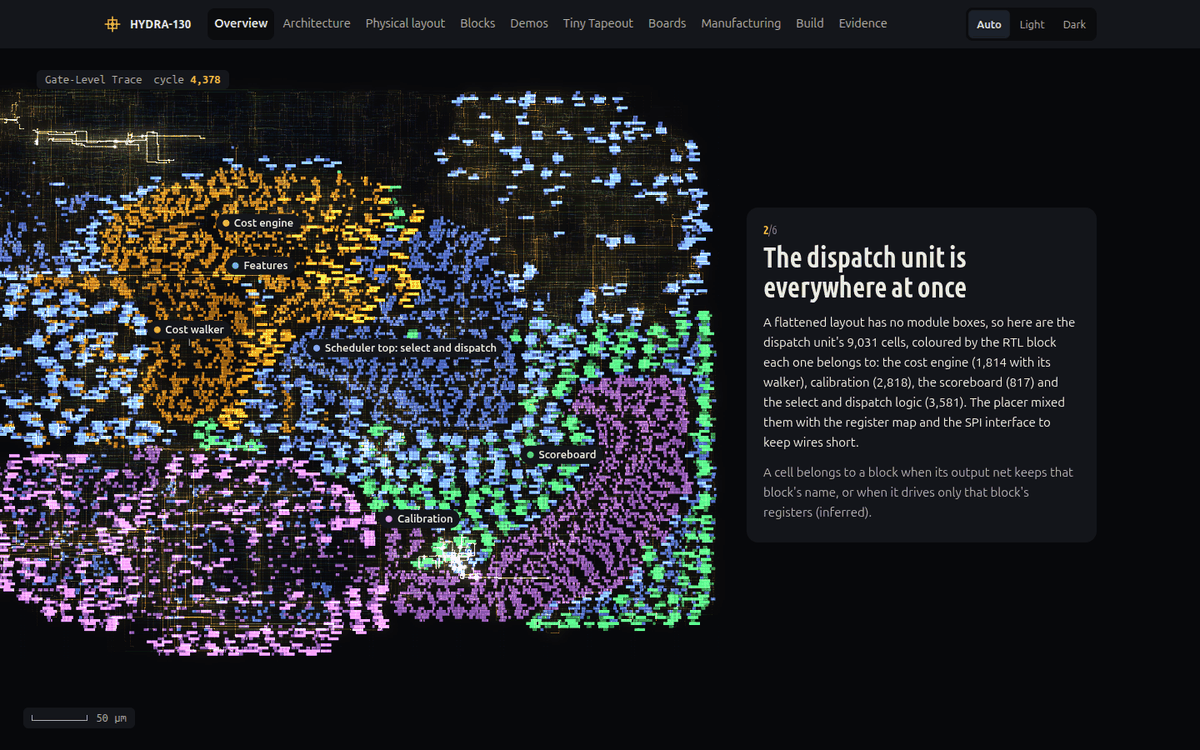 HYDRA-130 Overview Architecture Physical layout Blocks Demos Tiny Tapeout Boards Manufacturing Build Evidence Auto Light Dark
Gate-Level Trace cycle 4,378
Cost engine
Features
Cost walker
Scheduler top: select and dispatch
Scoreboard
Calibration
50 µm
2/6
The dispatch unit is
everywhere at once
A flattened layout has no module boxes, so here are the
dispatch unit's 9,031 cells, coloured by the RTL block
each one belongs to: the cost engine (1,814 with its
walker), calibration (2,818), the scoreboard (817) and
the select and dispatch logic (3,581). The placer mixed
them with the register map and the SPI interface to
keep wires short.
A cell belongs to a block when its output net keeps that
block's name, or when it drives only that block's
registers (inferred).